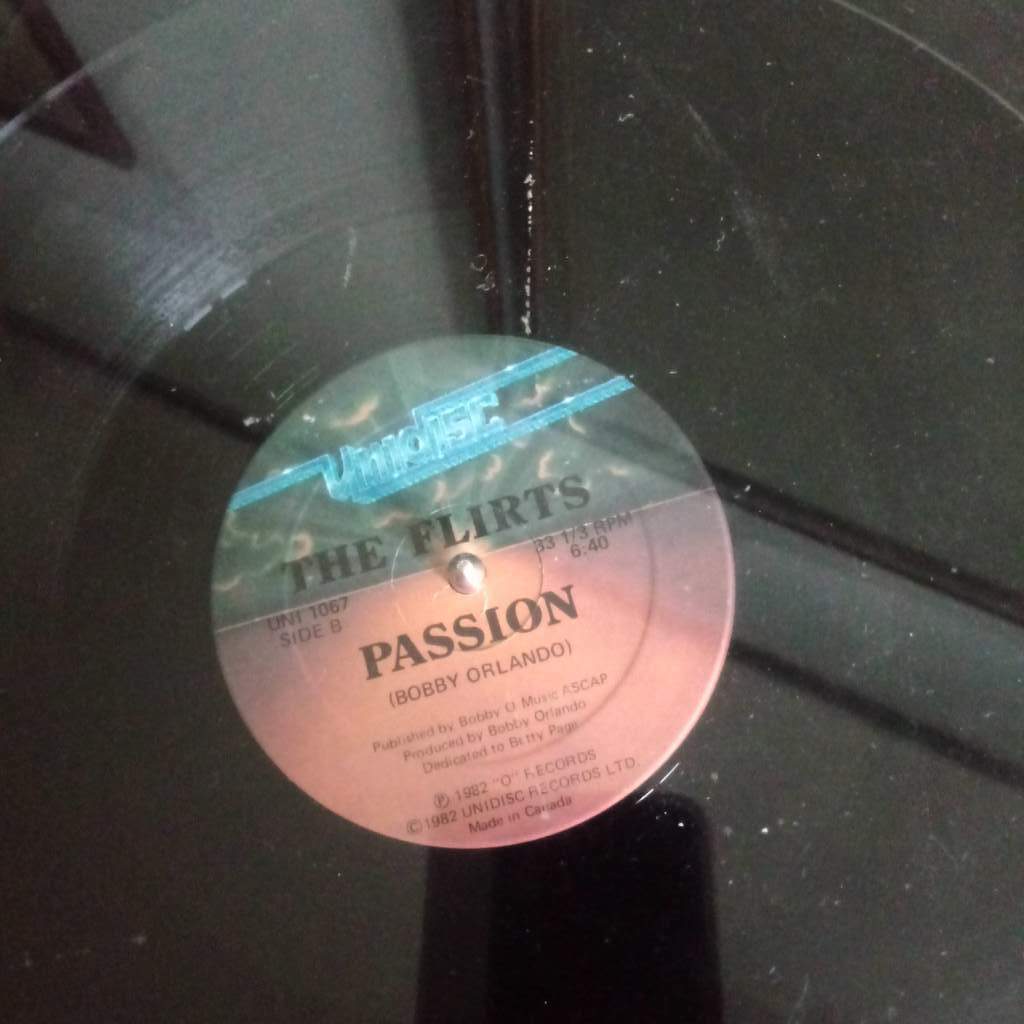 Unidisc
THE FLIRTS
33 1/3 RPM
6:40
UNI 1067
SIDE B
PASSION
(BOBBY ORLANDO)
Published by Bobby O Music ASCAP
Produced by Bobby Orlando
Dedicated to Betty Page
℗ 1982 "O" RECORDS
©1982 UNIDISC RECORDS LTD.
Made in Canada